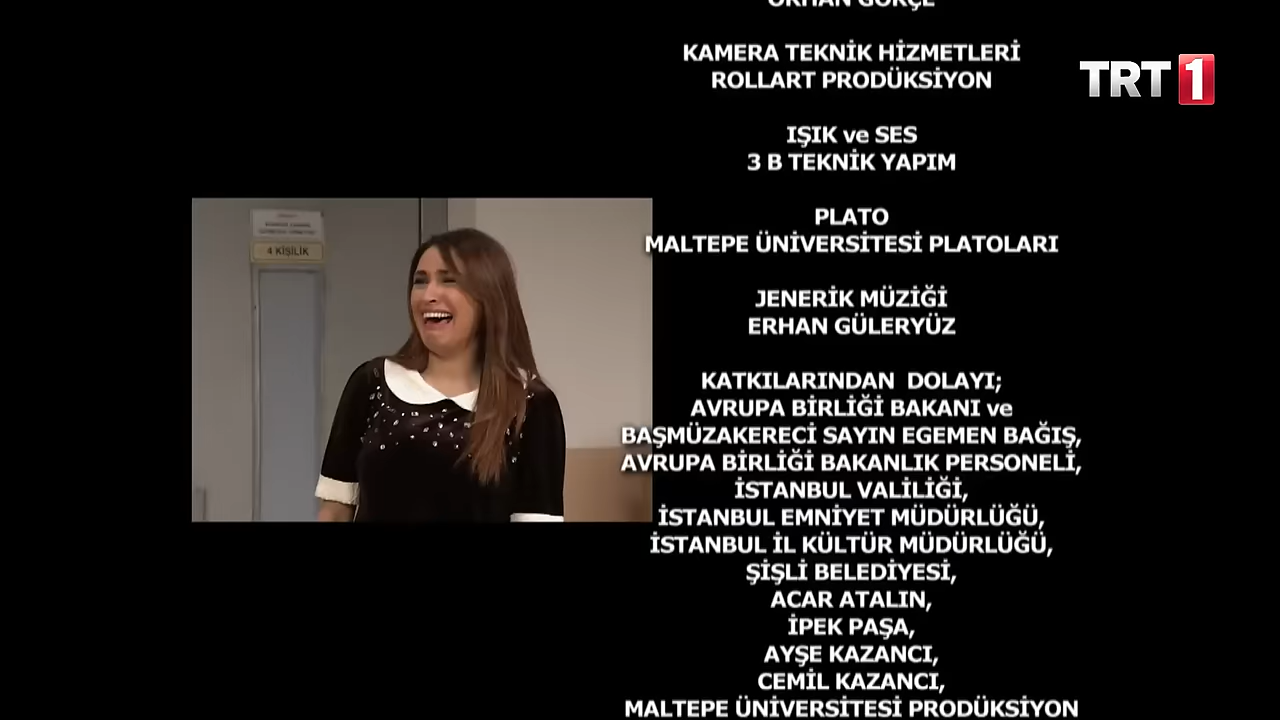 ORHAN GÖKÇE
KAMERA TEKNİK HİZMETLERİ
ROLLART PRODÜKSİYON
TRT 1
IŞIK ve SES
3 B TEKNİK YAPIM
PLATO
MALTEPE ÜNİVERSİTESİ PLATOLARI
4 KİŞİLİK
JENERİK MÜZİĞİ
ERHAN GÜLERYÜZ
KATKILARINDAN DOLAYI;
AVRUPA BİRLİĞİ BAKANI ve
BAŞMÜZAKERECİ SAYIN EGEMEN BAĞIŞ,
AVRUPA BİRLİĞİ BAKANLIK PERSONELİ,
İSTANBUL VALİLİĞİ,
İSTANBUL EMNİYET MÜDÜRLÜĞÜ,
İSTANBUL İL KÜLTÜR MÜDÜRLÜĞÜ,
ŞİŞLİ BELEDİYESİ,
ACAR ATALIN,
İPEK PAŞA,
AYŞE KAZANCI,
CEMİL KAZANCI,
MALTEPE ÜNİVERSİTESİ PRODÜKSİYON